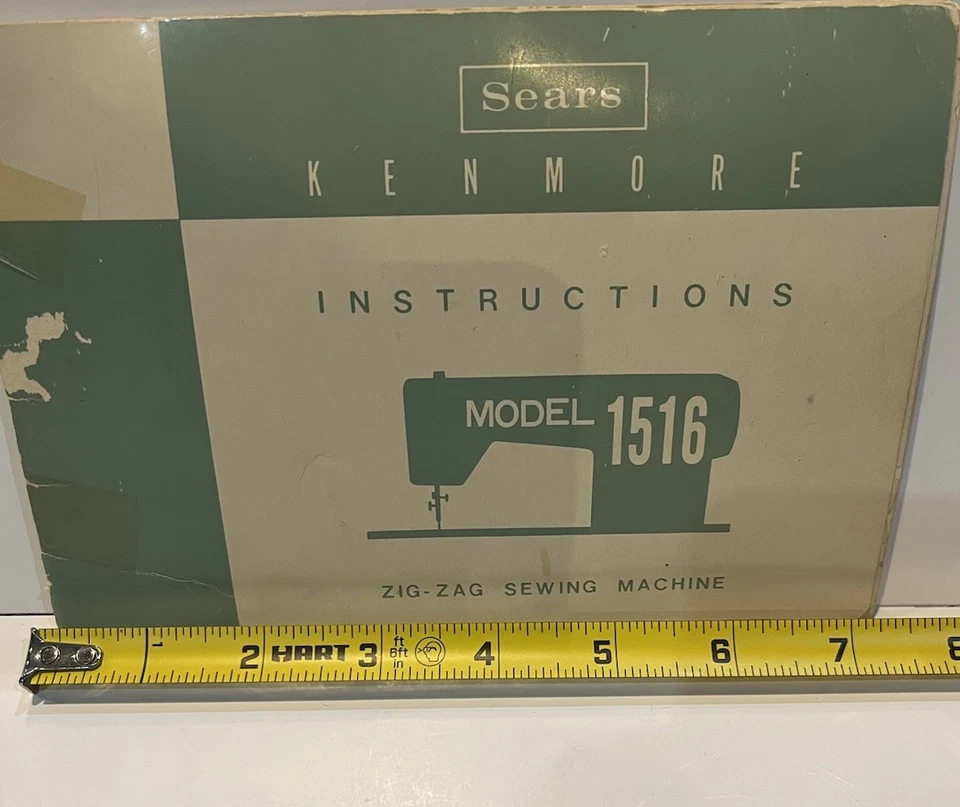 Sears
KENMORE
INSTRUCTIONS
MODEL 1516
ZIG-ZAG SEWING MACHINE
1 2 HART 3 ft 8ft in 4 5 6 7 8